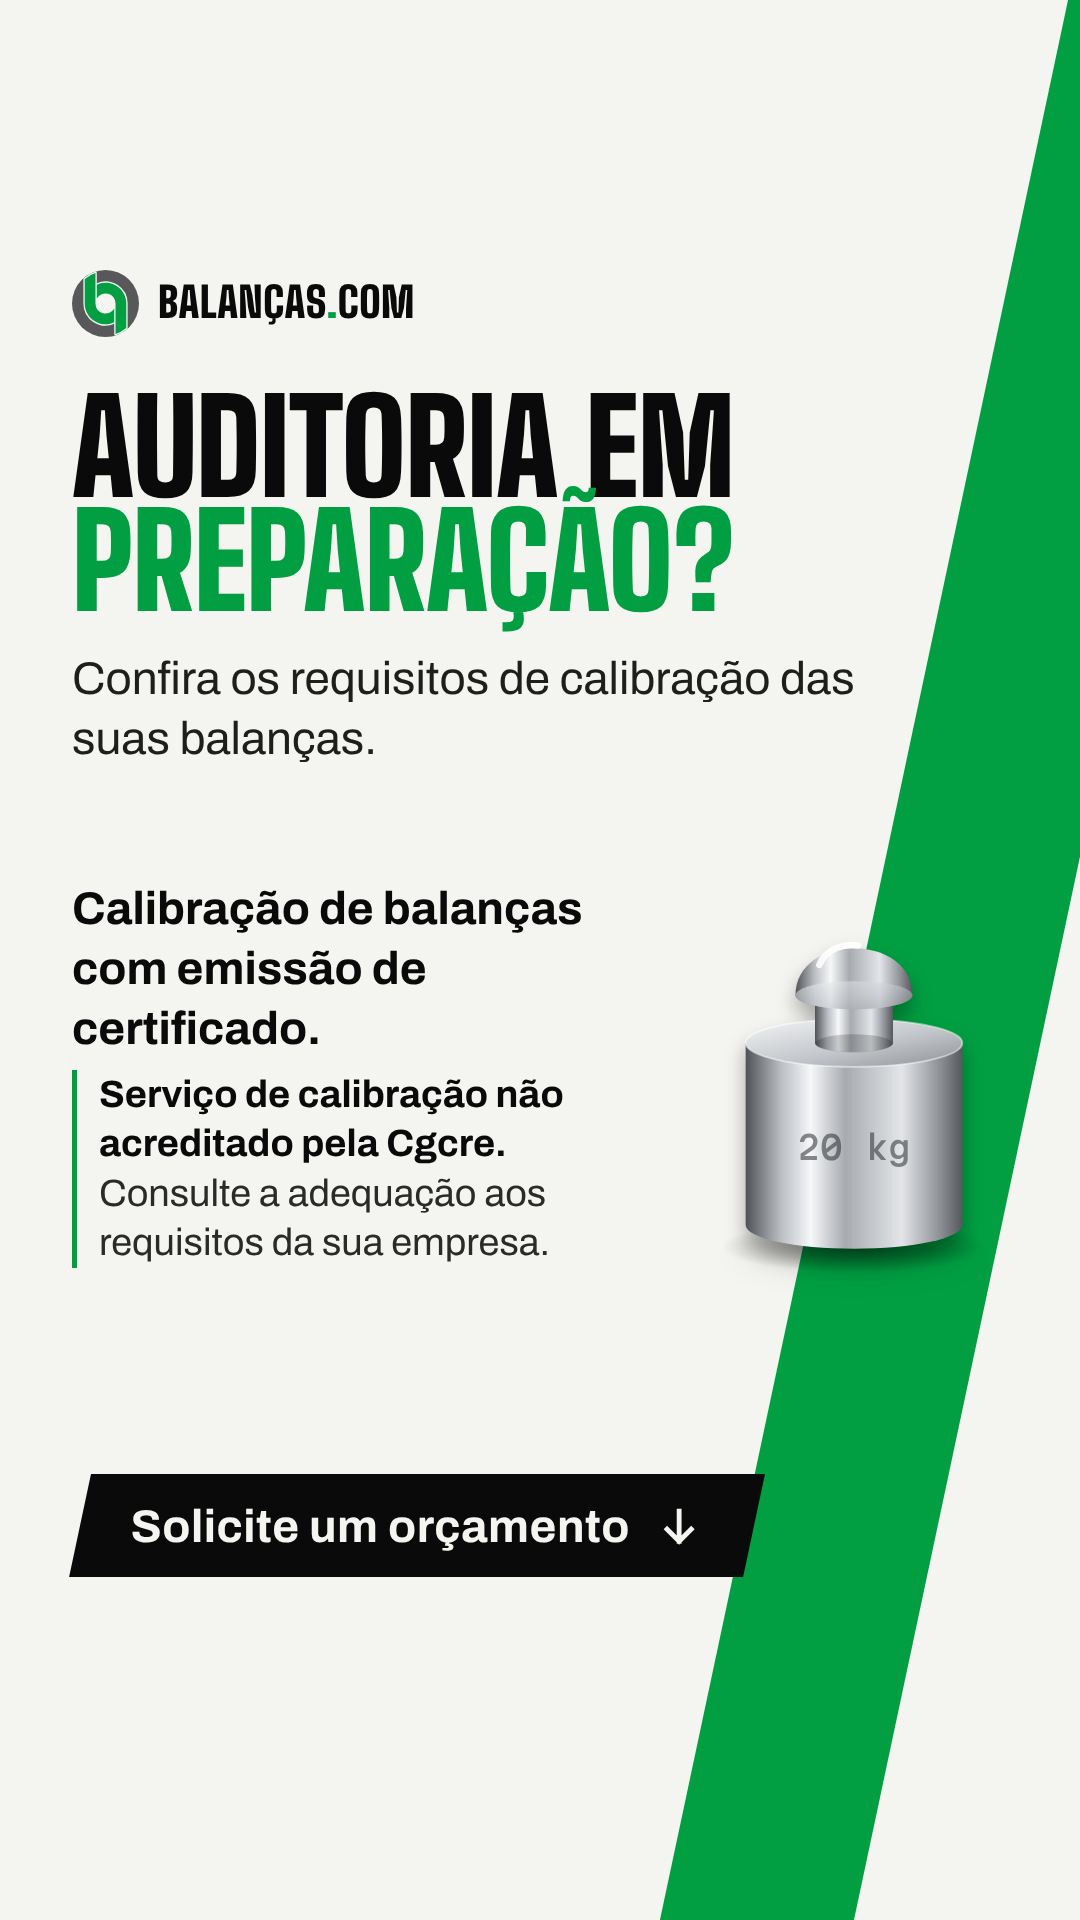 BALANÇAS.COM
AUDITORIA EM
PREPARAÇÃO?
Confira os requisitos de calibração das
suas balanças.
Calibração de balanças
com emissão de
certificado.
Serviço de calibração não
acreditado pela Cgcre.
Consulte a adequação aos
requisitos da sua empresa.
20 kg
Solicite um orçamento ↓